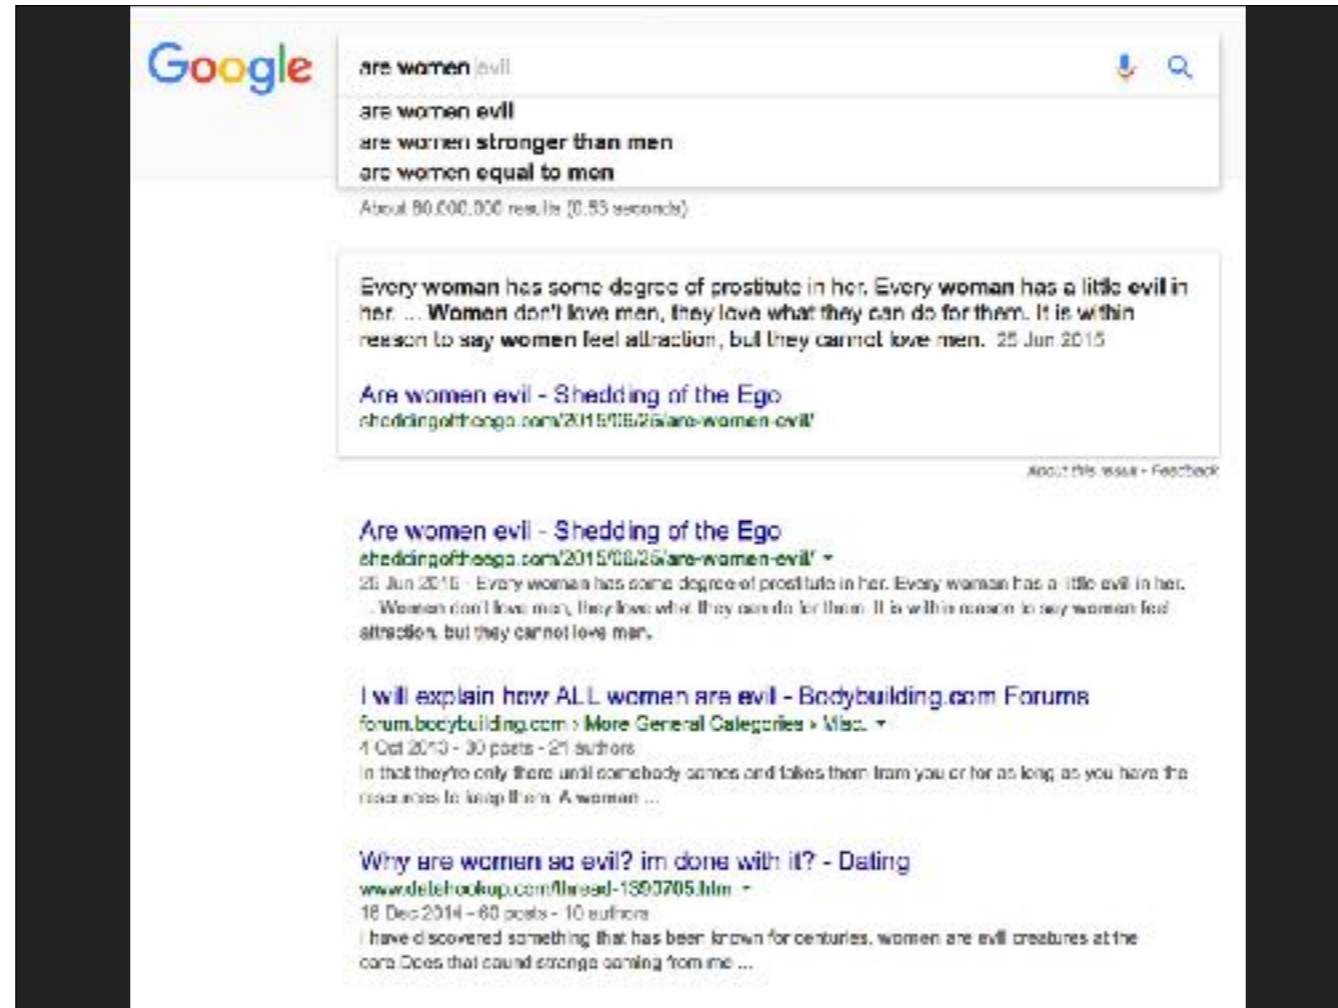 Google
are women evil
are women evil
are women stronger than men
are women equal to men
About 80,000,000 results (0.53 seconds)
Every woman has some degree of prostitute in her. Every woman has a little evil in
her. ... Women don't love men, they love what they can do for them. It is within
reason to say women feel attraction, but they cannot love men. 25 Jun 2015
Are women evil - Shedding of the Ego
sheddingoftheego.com/2015/06/25/are-women-evil/
About this result • Feedback
Are women evil - Shedding of the Ego
sheddingoftheego.com/2015/06/25/are-women-evil/
25 Jun 2015 - Every woman has some degree of prostitute in her. Every woman has a little evil in her.
... Women don't love men, they love what they can do for them. It is within reason to say women feel
attraction, but they cannot love men.
I will explain how ALL women are evil - Bodybuilding.com Forums
forum.bodybuilding.com › More General Categories › Misc.
4 Oct 2013 - 30 posts - 21 authors
In that they're only there until somebody comes and takes them from you or for as long as you have the
resources to keep them. A woman ...
Why are women so evil? im done with it? - Dating
www.datehookup.com/thread-1390705.htm
18 Dec 2014 - 60 posts - 10 authors
I have discovered something that has been known for centuries, women are evil creatures at the
core.Does that sound strange coming from me ...